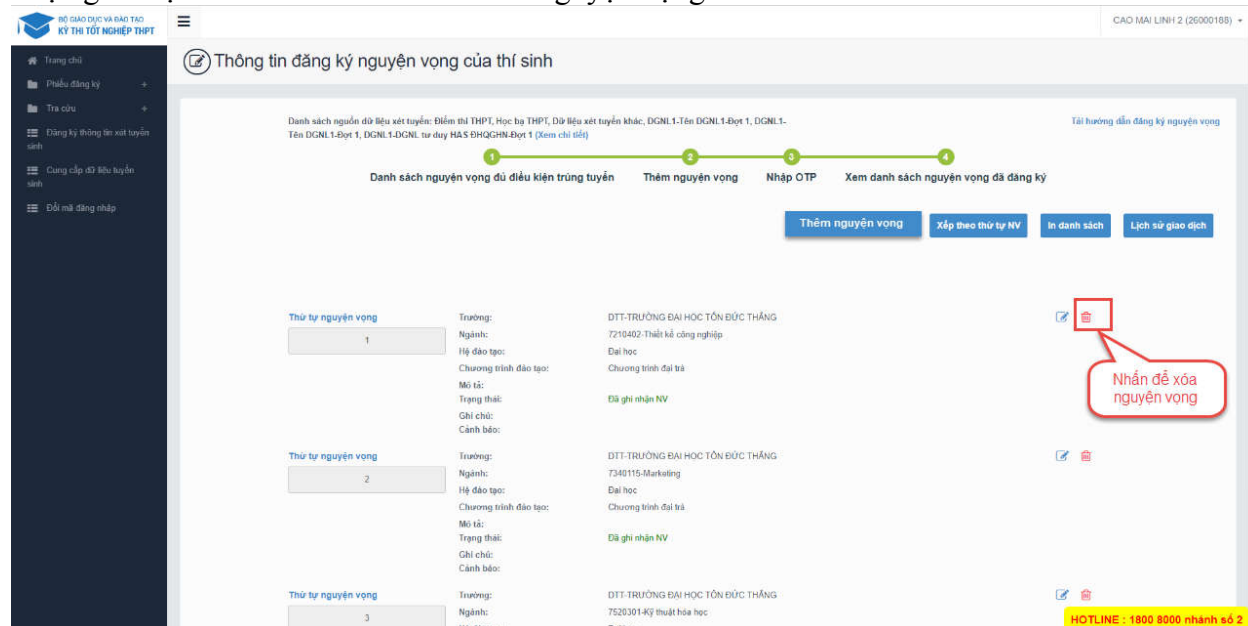 BỘ GIÁO DỤC VÀ ĐÀO TẠO
KỲ THI TỐT NGHIỆP THPT
CAO MAI LINH 2 (26000188)
Trang chủ
Phiếu đăng ký +
Tra cứu +
Đăng ký thông tin xét tuyển
sinh
Cung cấp dữ liệu tuyển
sinh
Đổi mã đăng nhập
Thông tin đăng ký nguyện vọng của thí sinh
Danh sách nguồn dữ liệu xét tuyển: Điểm thi THPT, Học bạ THPT, Dữ liệu xét tuyển khác, DGNL1-Tên DGNL1-Đợt 1, DGNL1-
Tên DGNL1-Đợt 1, DGNL1-DGNL tư duy HAS ĐHQGHN-Đợt 1 (Xem chi tiết)
Tải hướng dẫn đăng ký nguyện vọng
1 2 3 4
Danh sách nguyện vọng đủ điều kiện trúng tuyển Thêm nguyện vọng Nhập OTP Xem danh sách nguyện vọng đã đăng ký
Thêm nguyện vọng Xếp theo thứ tự NV In danh sách Lịch sử giao dịch
Thứ tự nguyện vọng
1
Trường: DTT-TRƯỜNG ĐẠI HỌC TÔN ĐỨC THẮNG
Ngành: 7210402-Thiết kế công nghiệp
Hệ đào tạo: Đại học
Chương trình đào tạo: Chương trình đại trà
Mô tả:
Trạng thái: Đã ghi nhận NV
Ghi chú:
Cảnh báo:
Nhấn để xóa
nguyện vọng
Thứ tự nguyện vọng
2
Trường: DTT-TRƯỜNG ĐẠI HỌC TÔN ĐỨC THẮNG
Ngành: 7340115-Marketing
Hệ đào tạo: Đại học
Chương trình đào tạo: Chương trình đại trà
Mô tả:
Trạng thái: Đã ghi nhận NV
Ghi chú:
Cảnh báo:
Thứ tự nguyện vọng
3
Trường: DTT-TRƯỜNG ĐẠI HỌC TÔN ĐỨC THẮNG
Ngành: 7520301-Kỹ thuật hóa học
HOTLINE : 1800 8000 nhánh số 2